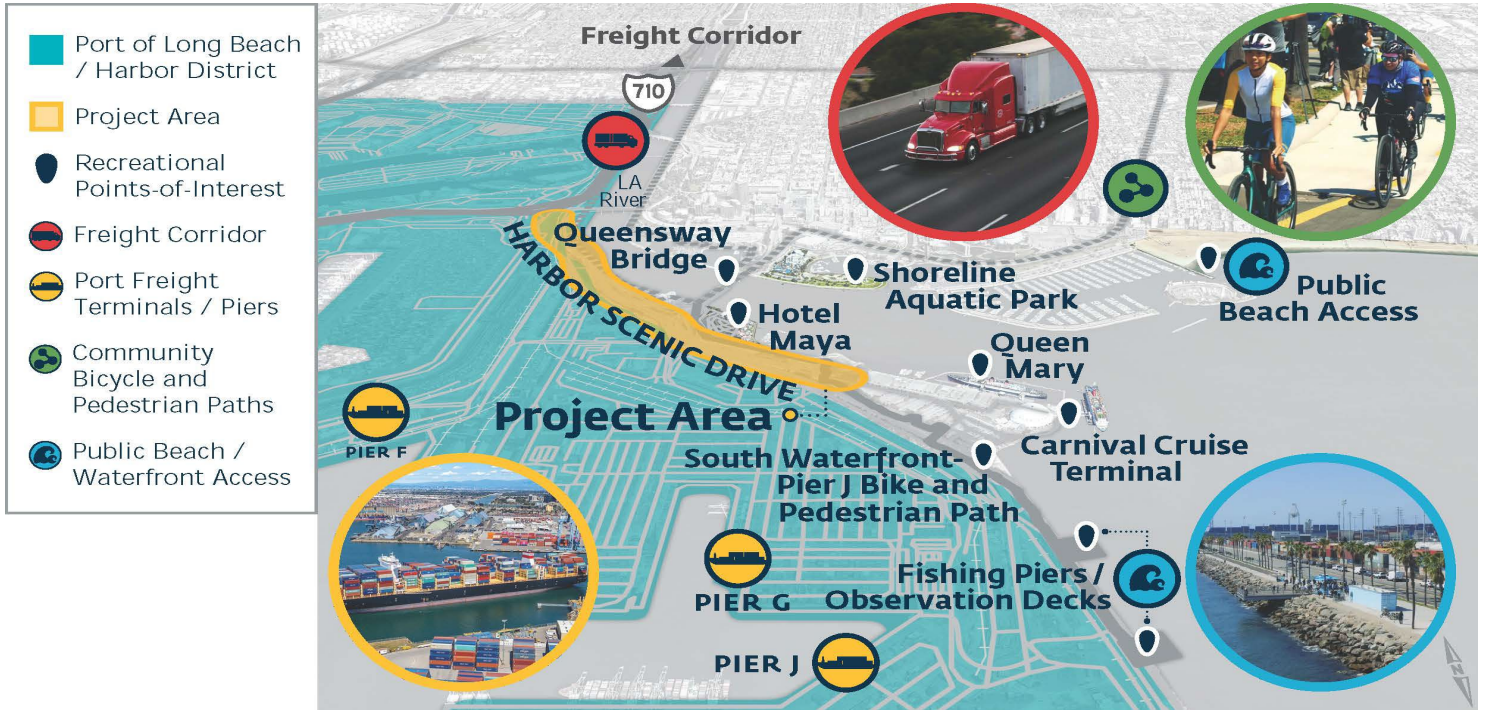 Port of Long Beach
/ Harbor District
Project Area
Recreational
Points-of-Interest
Freight Corridor
Port Freight
Terminals / Piers
Community
Bicycle and
Pedestrian Paths
Public Beach /
Waterfront Access
Freight Corridor
710
LA
River
Queensway
Bridge
HARBOR SCENIC DRIVE
Shoreline
Aquatic Park
Public
Beach Access
Hotel
Maya
Queen
Mary
Project Area
PIER F
Carnival Cruise
Terminal
South Waterfront-
Pier J Bike and
Pedestrian Path
PIER G
Fishing Piers /
Observation Decks
PIER J
N